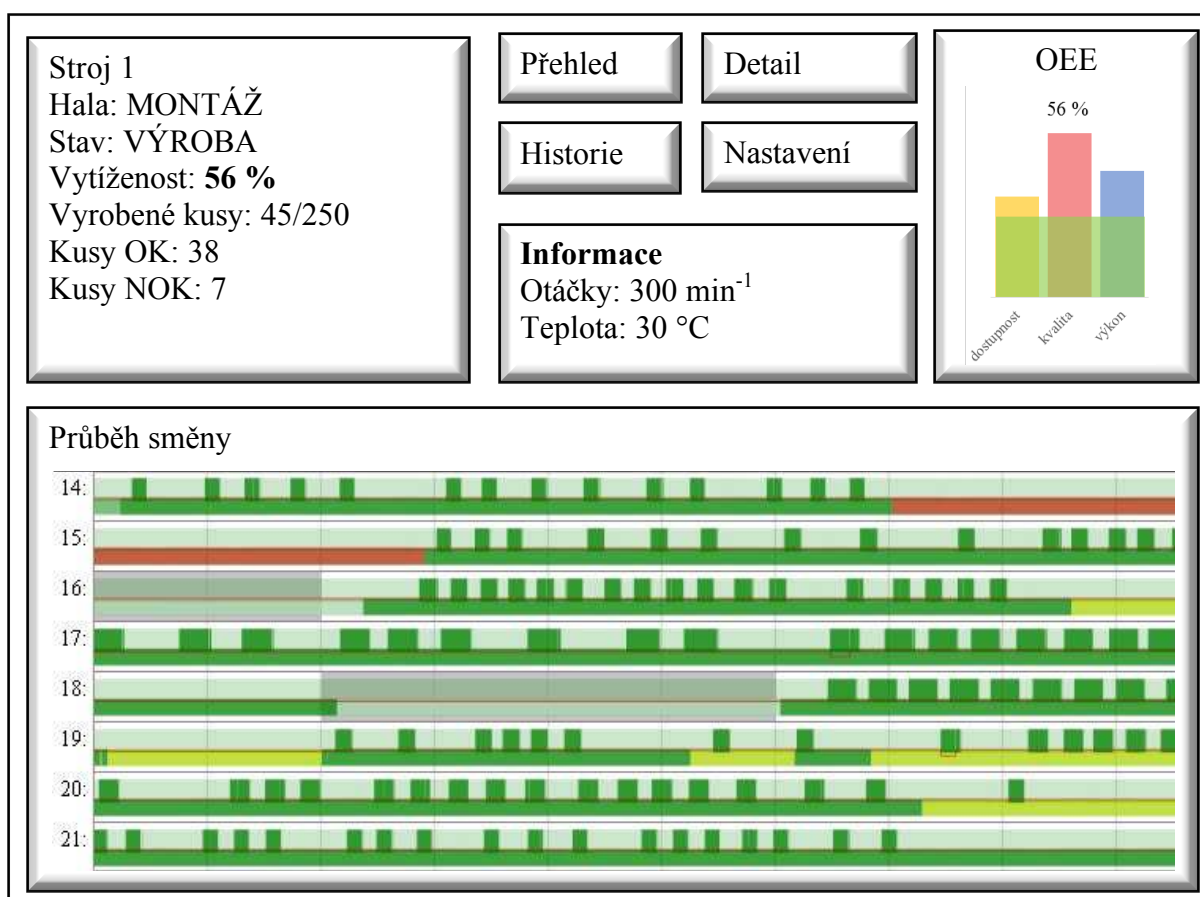 Stroj 1
Hala: MONTÁŽ
Stav: VÝROBA
Vytíženost: 56 %
Vyrobené kusy: 45/250
Kusy OK: 38
Kusy NOK: 7
Přehled
Detail
Historie
Nastavení
Informace
Otáčky: 300 min⁻¹
Teplota: 30 °C
OEE
56 %
dostupnost
kvalita
výkon
Průběh směny
14:
15:
16:
17:
18:
19:
20:
21: